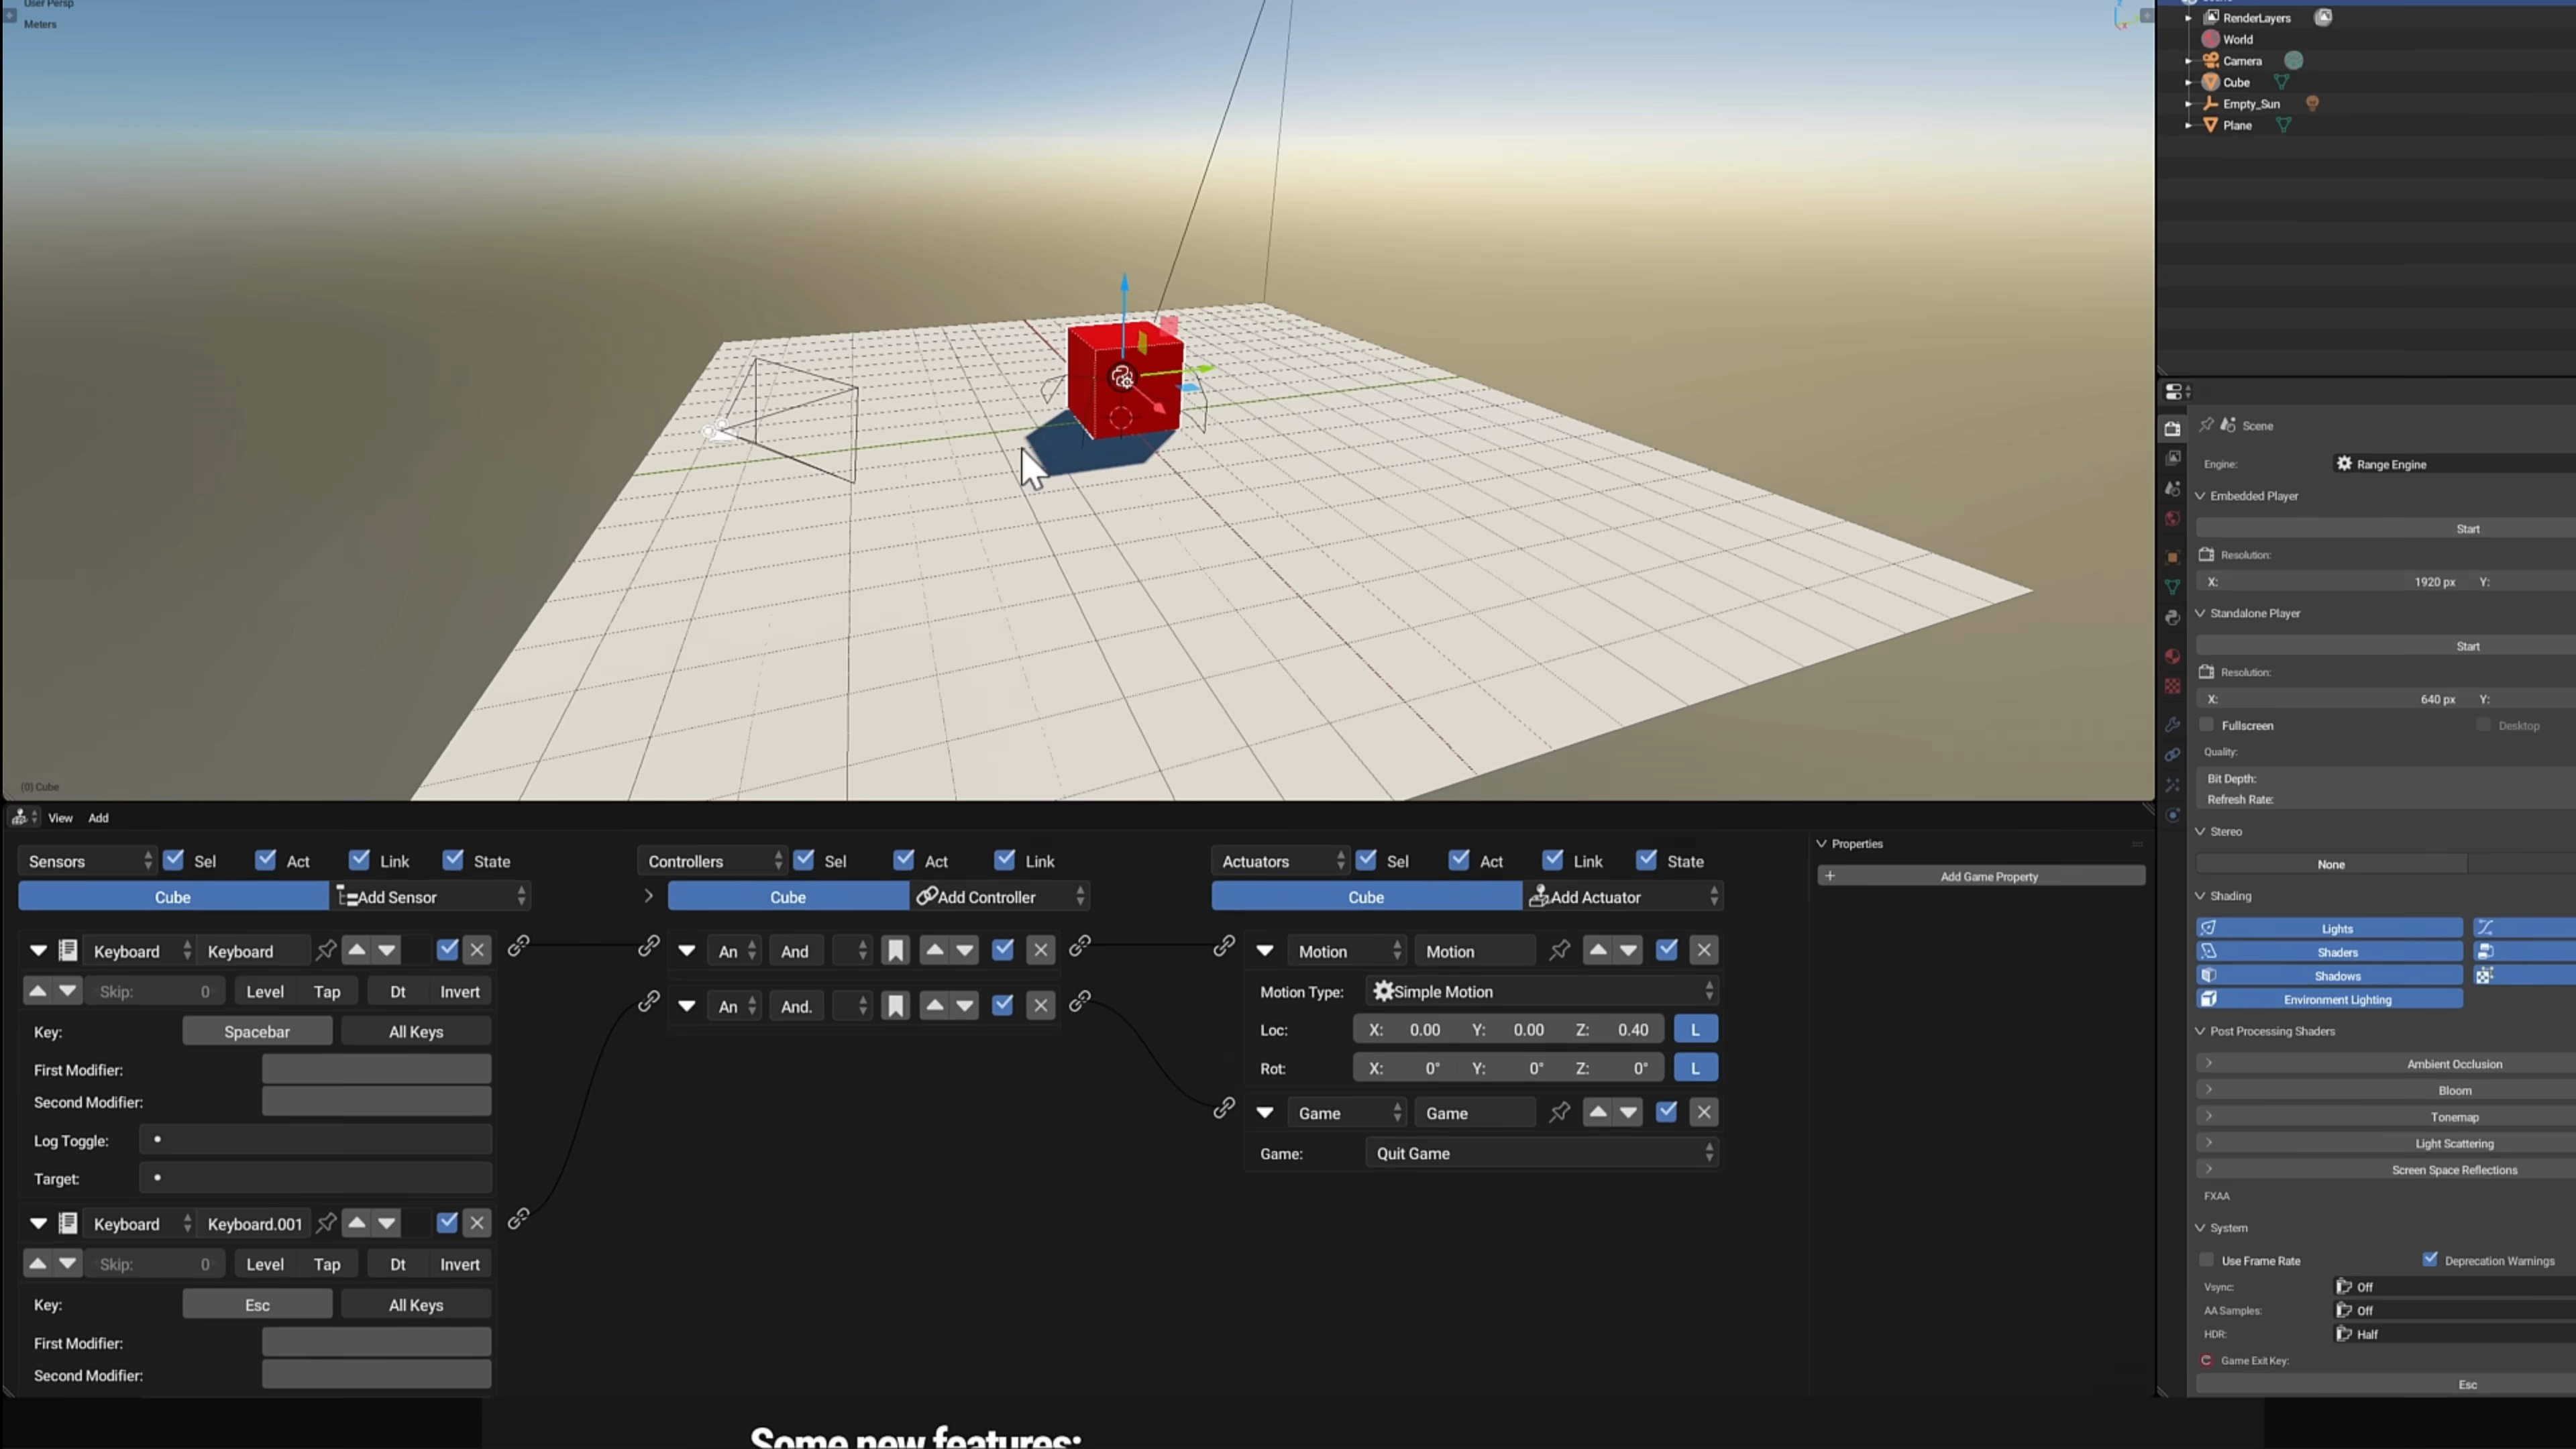 User Persp
Meters
(0) Cube
RenderLayers
World
Camera
Cube
Empty_Sun
Plane
Scene
Engine: Range Engine
Embedded Player
Start
Resolution:
X: 1920 px Y:
Standalone Player
Start
Resolution:
X: 640 px Y:
Fullscreen Desktop
Quality:
Bit Depth:
Refresh Rate:
Stereo
None
Shading
Lights
Shaders
Shadows
Environment Lighting
Post Processing Shaders
Ambient Occlusion
Bloom
Tonemap
Light Scattering
Screen Space Reflections
FXAA
System
Use Frame Rate Deprecation Warnings
Vsync: Off
AA Samples: Off
HDR: Half
Game Exit Key:
Esc
View Add
Sensors Sel Act Link State
Cube Add Sensor
Keyboard Keyboard
Skip: 0 Level Tap Dt Invert
Key: Spacebar All Keys
First Modifier:
Second Modifier:
Log Toggle:
Target:
Keyboard Keyboard.001
Skip: 0 Level Tap Dt Invert
Key: Esc All Keys
First Modifier:
Second Modifier:
Controllers Sel Act Link
Cube Add Controller
An And
An And.
Actuators Sel Act Link State
Cube Add Actuator
Motion Motion
Motion Type: Simple Motion
Loc: X: 0.00 Y: 0.00 Z: 0.40 L
Rot: X: 0° Y: 0° Z: 0° L
Game Game
Game: Quit Game
Properties
+ Add Game Property
Some new features: